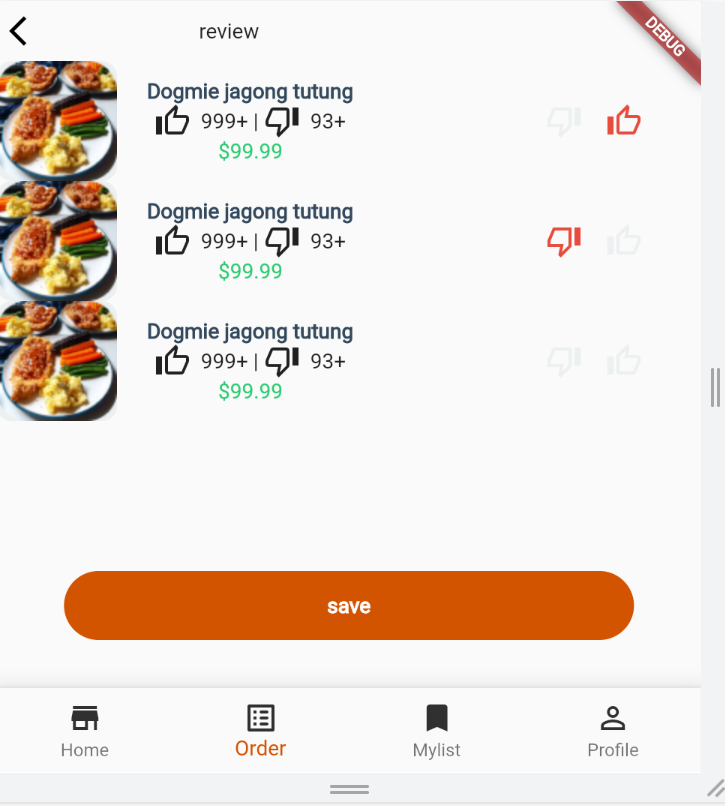 review
DEBUG
Dogmie jagong tutung
999+ | 93+
$99.99
Dogmie jagong tutung
999+ | 93+
$99.99
Dogmie jagong tutung
999+ | 93+
$99.99
save
Home Order Mylist Profile